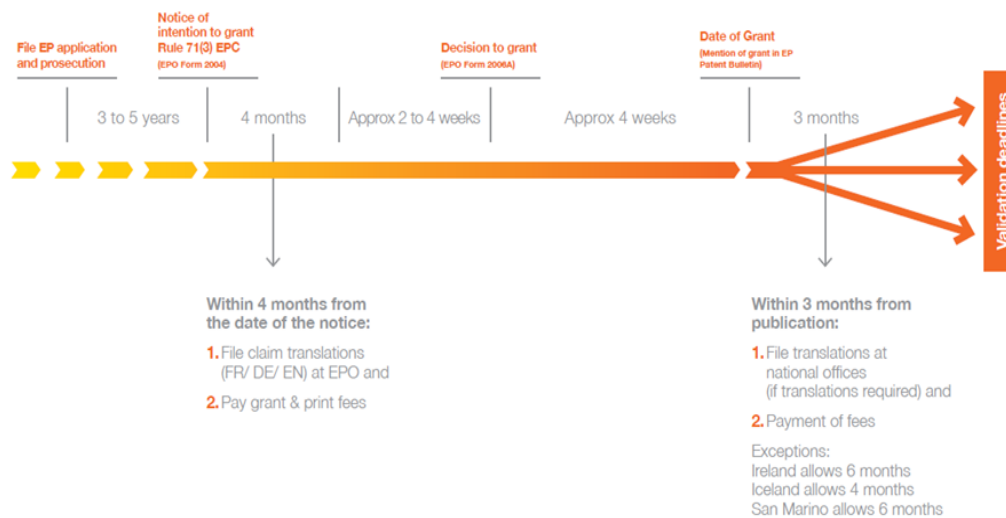 File EP application
and prosecution
Notice of
intention to grant
Rule 71(3) EPC
(EPO Form 2004)
Decision to grant
(EPO Form 2006A)
Date of Grant
(Mention of grant in EP
Patent Bulletin)
3 to 5 years
4 months
Approx 2 to 4 weeks
Approx 4 weeks
3 months
Validation deadlines
Within 4 months from
the date of the notice:
1. File claim translations
(FR/ DE/ EN) at EPO and
2. Pay grant & print fees
Within 3 months from
publication:
1. File translations at
national offices
(if translations required) and
2. Payment of fees
Exceptions:
Ireland allows 6 months
Iceland allows 4 months
San Marino allows 6 months